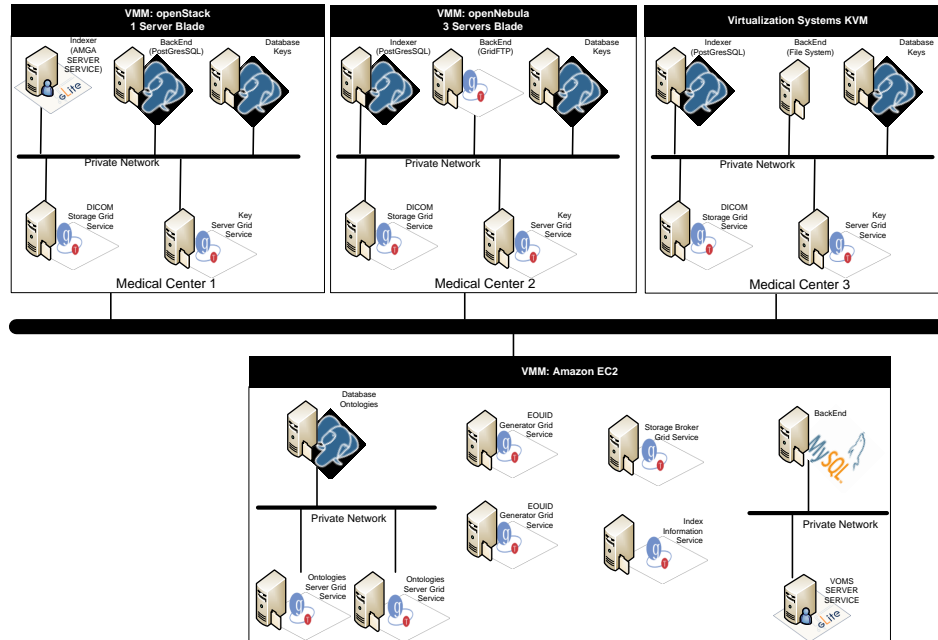 VMM: openStack
1 Server Blade
Indexer
(AMGA
SERVER
SERVICE)
BackEnd
(PostGresSQL)
Database
Keys
gLite
Private Network
DICOM
Storage Grid
Service
g
T
Key
Server Grid
Service
g
T
Medical Center 1
VMM: openNebula
3 Servers Blade
Indexer
(PostGresSQL)
BackEnd
(GridFTP)
g
T
Database
Keys
Private Network
DICOM
Storage Grid
Service
g
T
Key
Server Grid
Service
g
T
Medical Center 2
Virtualization Systems KVM
Indexer
(PostGresSQL)
BackEnd
(File System)
Database
Keys
Private Network
DICOM
Storage Grid
Service
g
T
Key
Server Grid
Service
g
T
Medical Center 3
VMM: Amazon EC2
Database
Ontologies
Private Network
Ontologies
Server Grid
Service
g
T
Ontologies
Server Grid
Service
g
T
EOUID
Generator Grid
Service
g
T
EOUID
Generator Grid
Service
g
T
Storage Broker
Grid Service
g
T
Index
Information
Service
g
T
BackEnd
MySQL
Private Network
VOMS
SERVER
SERVICE
gLite